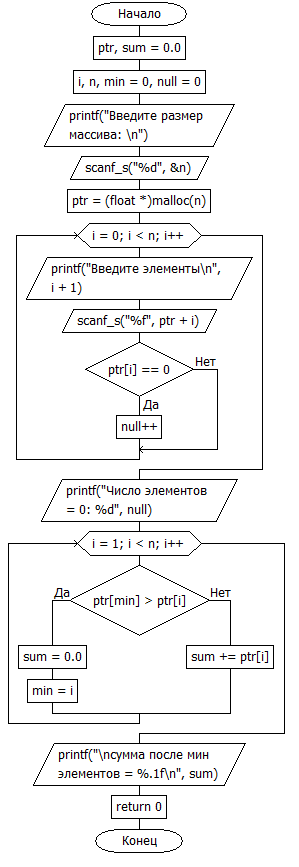 Начало
ptr, sum = 0.0
i, n, min = 0, null = 0
printf("Введите размер
массива: \n")
scanf_s("%d", &n)
ptr = (float *)malloc(n)
i = 0; i < n; i++
printf("Введите элементы\n",
i + 1)
scanf_s("%f", ptr + i)
ptr[i] == 0
Нет
Да
null++
printf("Число элементов
= 0: %d", null)
i = 1; i < n; i++
Да
ptr[min] > ptr[i]
Нет
sum = 0.0
sum += ptr[i]
min = i
printf("\nсумма после мин
элементов = %.1f\n", sum)
return 0
Конец